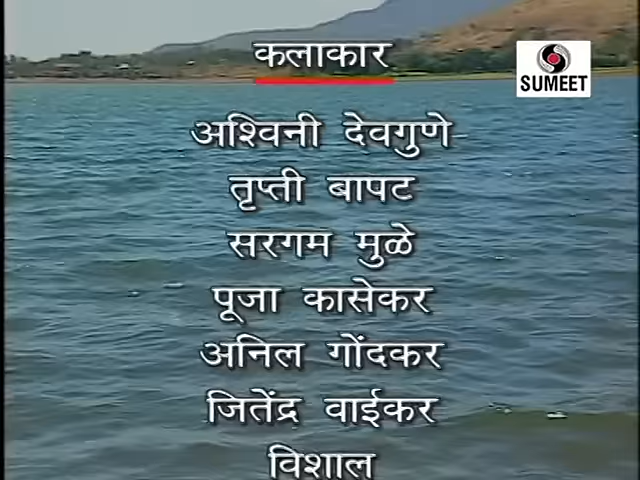 कलाकार
SUMEET
अश्विनी देवगुणे
तृप्ती बापट
सरगम मुळे
पूजा कासेकर
अनिल गोंदकर
जितेंद्र वाईकर
विशाल